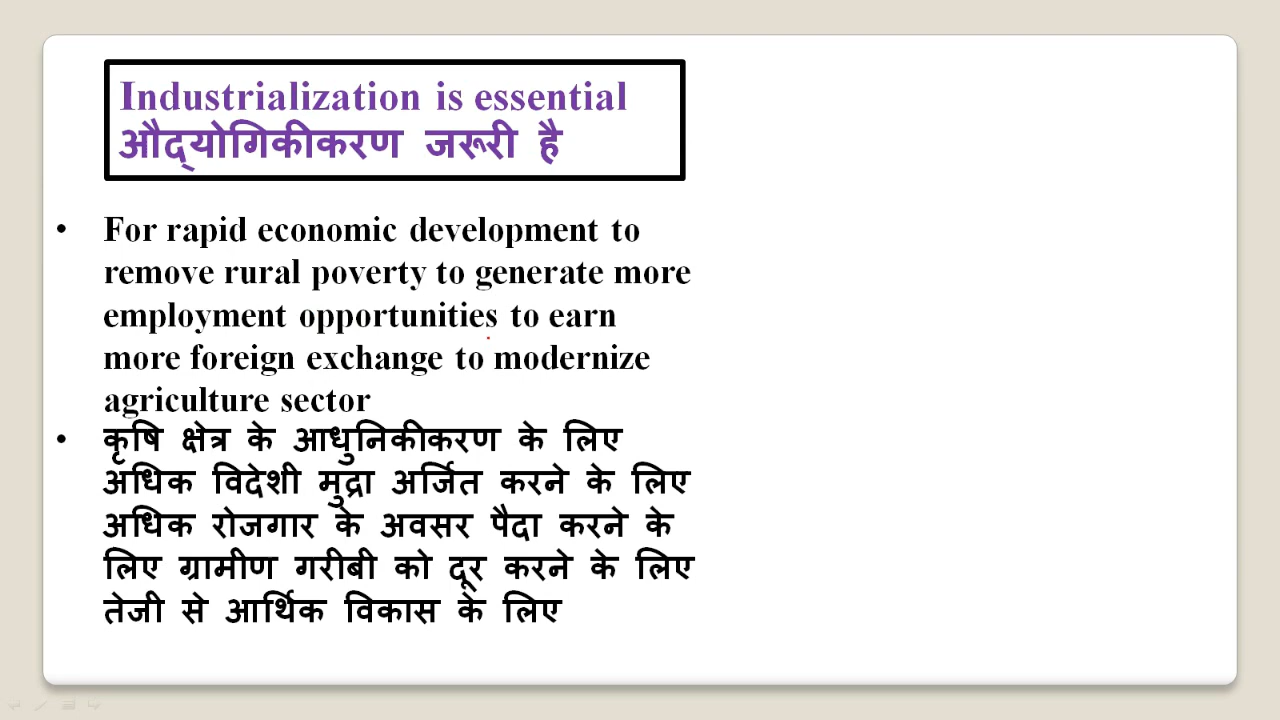 Industrialization is essential
औद्योगिकीकरण जरूरी है
• For rapid economic development to
remove rural poverty to generate more
employment opportunities to earn
more foreign exchange to modernize
agriculture sector
• कृषि क्षेत्र के आधुनिकीकरण के लिए
अधिक विदेशी मुद्रा अर्जित करने के लिए
अधिक रोजगार के अवसर पैदा करने के
लिए ग्रामीण गरीबी को दूर करने के लिए
तेजी से आर्थिक विकास के लिए